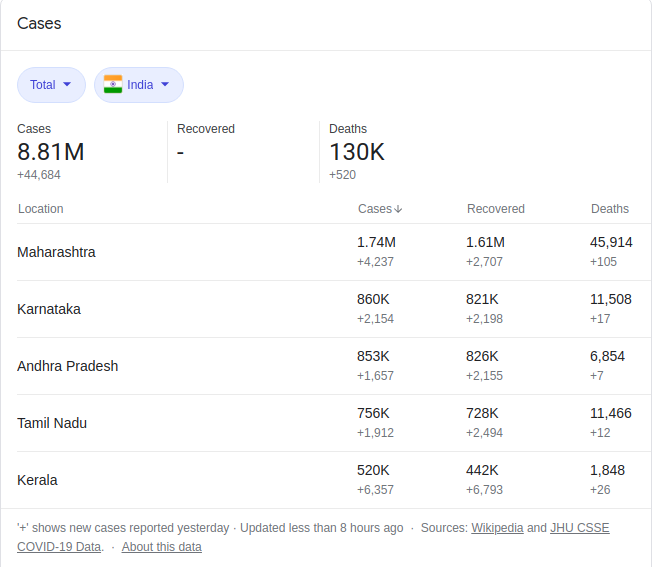 Cases
Total India
Cases Recovered Deaths
8.81M - 130K
+44,684 +520
Location Cases↓ Recovered Deaths
Maharashtra 1.74M 1.61M 45,914
+4,237 +2,707 +105
Karnataka 860K 821K 11,508
+2,154 +2,198 +17
Andhra Pradesh 853K 826K 6,854
+1,657 +2,155 +7
Tamil Nadu 756K 728K 11,466
+1,912 +2,494 +12
Kerala 520K 442K 1,848
+6,357 +6,793 +26
'+' shows new cases reported yesterday · Updated less than 8 hours ago · Sources: Wikipedia and JHU CSSE
COVID-19 Data. · About this data